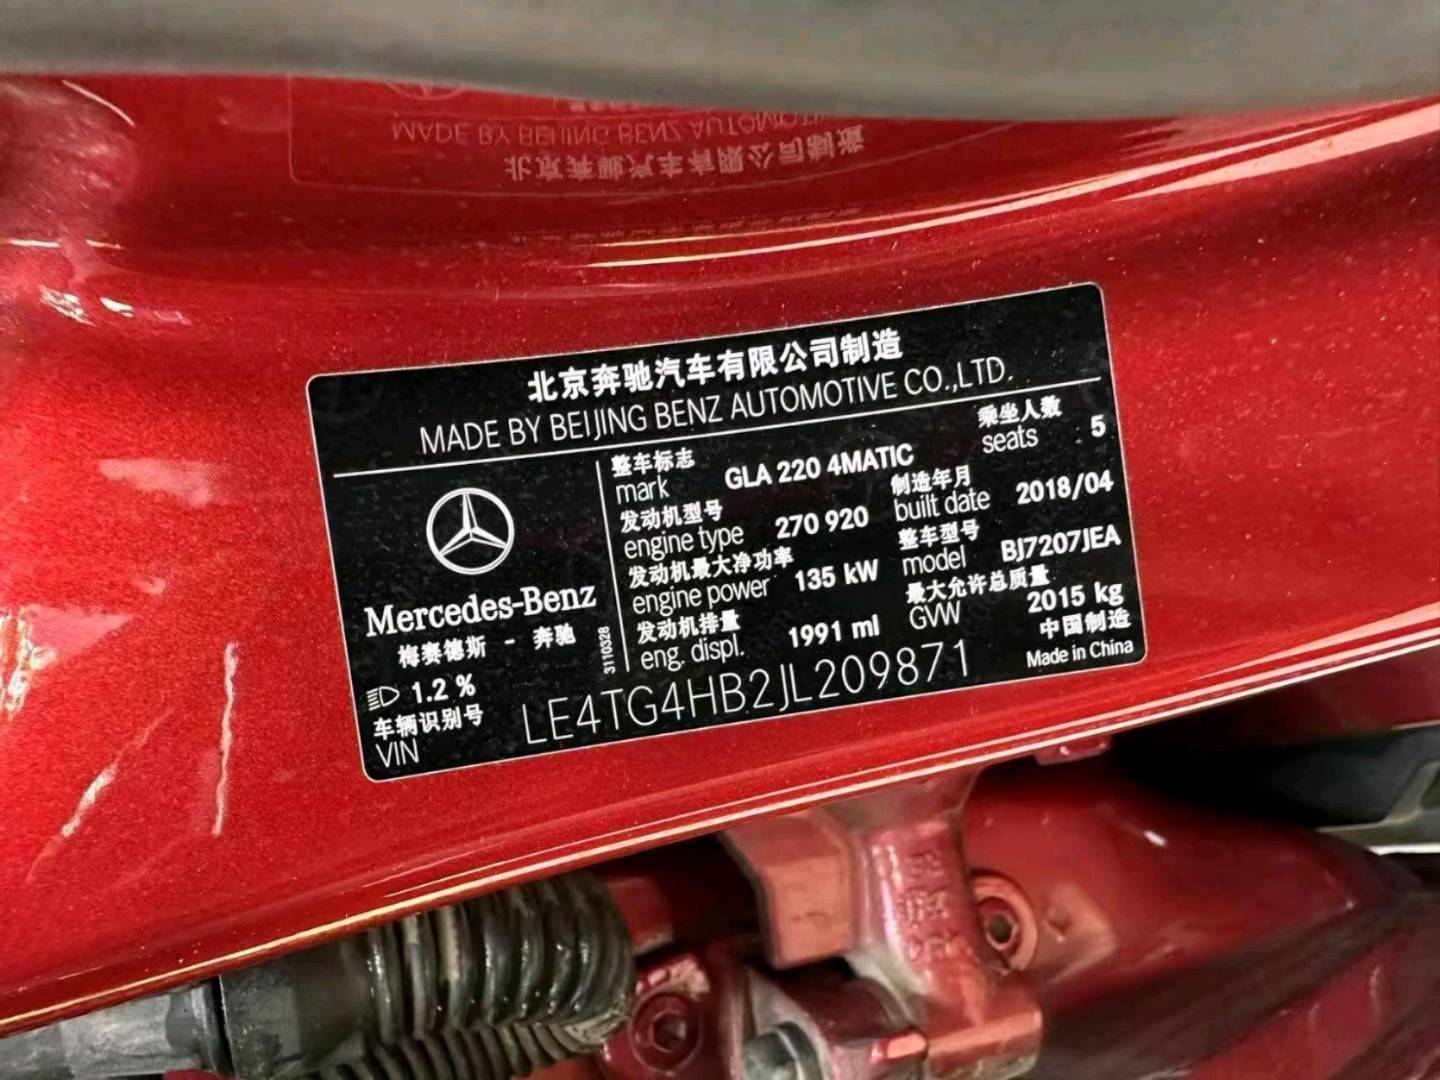 北京奔驰汽车有限公司制造
MADE BY BEIJING BENZ AUTOMOTIVE CO.,LTD.
Mercedes-Benz
梅赛德斯 - 奔驰
1.2 %
3110328
整车标志
mark GLA 220 4MATIC
乘坐人数
seats 5
发动机型号
engine type 270 920
制造年月
built date 2018/04
发动机最大净功率
engine power 135 kW
整车型号
model BJ7207JEA
发动机排量
eng. displ. 1991 ml
最大允许总质量
GVW 2015 kg
中国制造
Made in China
车辆识别号
VIN LE4TG4HB2JL209871
MADE BY BEIJING BENZ AUTOMOTI
北京奔驰汽车有限公司制造